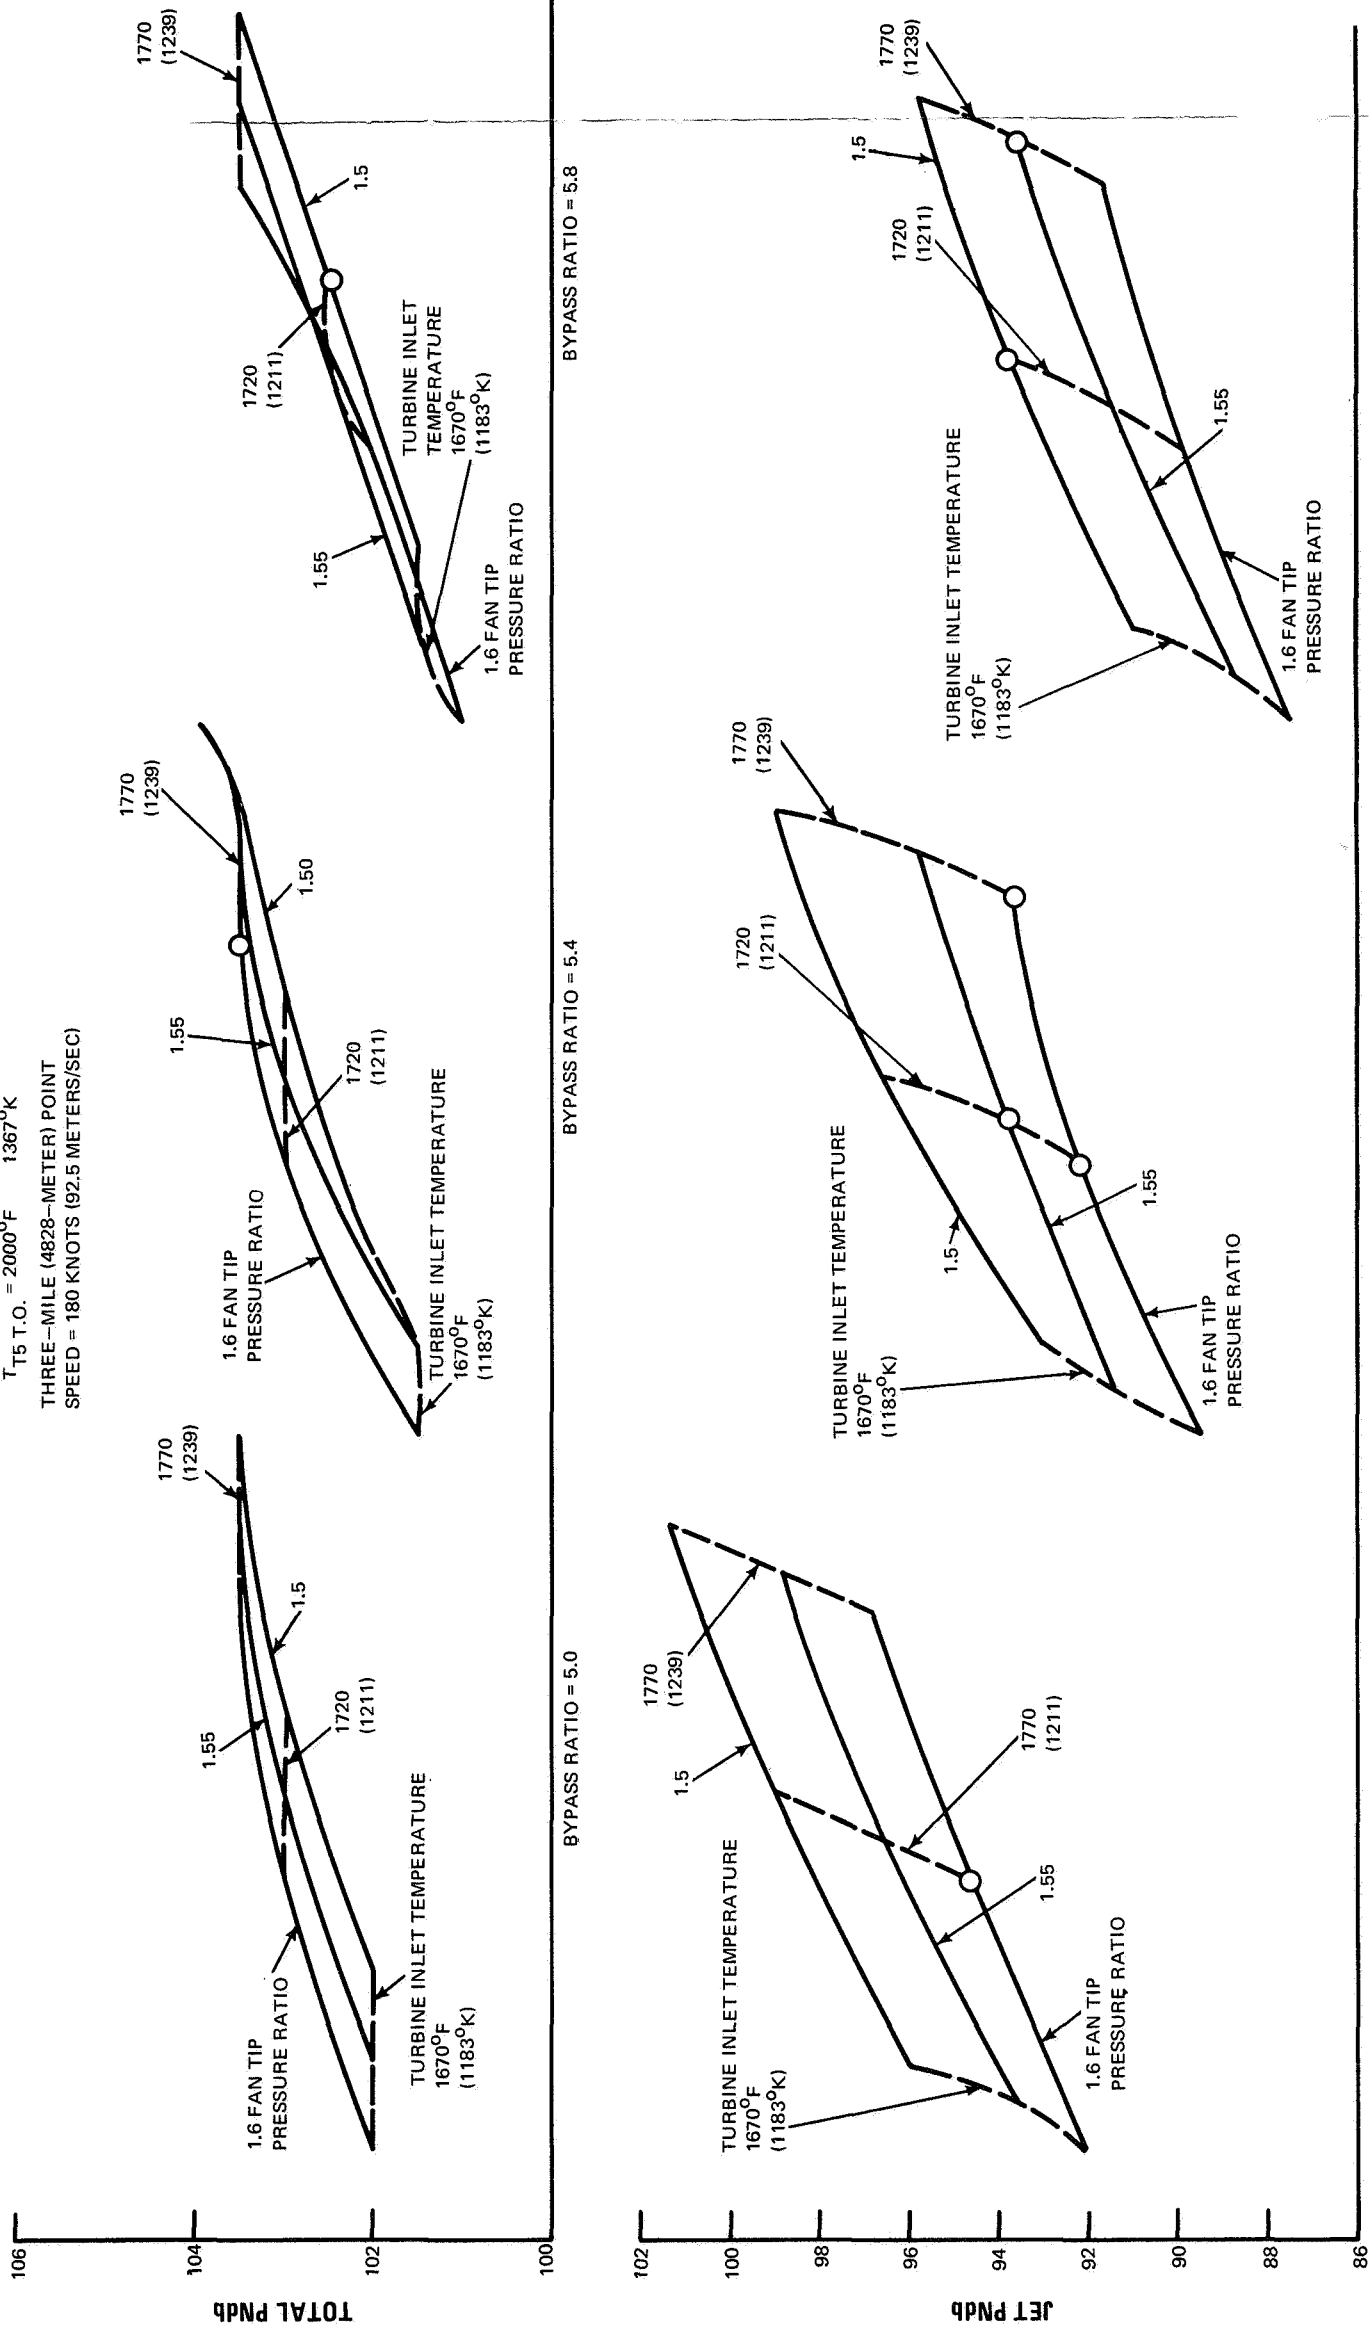 T T5 T.O. = 2000°F 1367°K
THREE–MILE (4828–METER) POINT
SPEED = 180 KNOTS (92.5 METERS/SEC)
TOTAL PNdb
106
104
102
100
1.6 FAN TIP
PRESSURE RATIO
1.55
1.5
1770
(1239)
1720
(1211)
TURBINE INLET TEMPERATURE
1670°F
(1183°K)
BYPASS RATIO = 5.0
1.6 FAN TIP
PRESSURE RATIO
1.55
1.50
1770
(1239)
1720
(1211)
TURBINE INLET TEMPERATURE
1670°F
(1183°K)
BYPASS RATIO = 5.4
1770
(1239)
1720
(1211)
1.55
1.5
TURBINE INLET
TEMPERATURE
1670°F
(1183°K)
1.6 FAN TIP
PRESSURE RATIO
BYPASS RATIO = 5.8
JET PNdb
102
100
98
96
94
92
90
88
86
1770
(1239)
1.5
TURBINE INLET TEMPERATURE
1670°F
(1183°K)
1770
(1211)
1.55
1.6 FAN TIP
PRESSURE RATIO
1770
(1239)
1720
(1211)
TURBINE INLET TEMPERATURE
1670°F
(1183°K)
1.5
1.55
1.6 FAN TIP
PRESSURE RATIO
1.5
1770
(1239)
1720
(1211)
TURBINE INLET TEMPERATURE
1670°F
(1183°K)
1.55
1.6 FAN TIP
PRESSURE RATIO